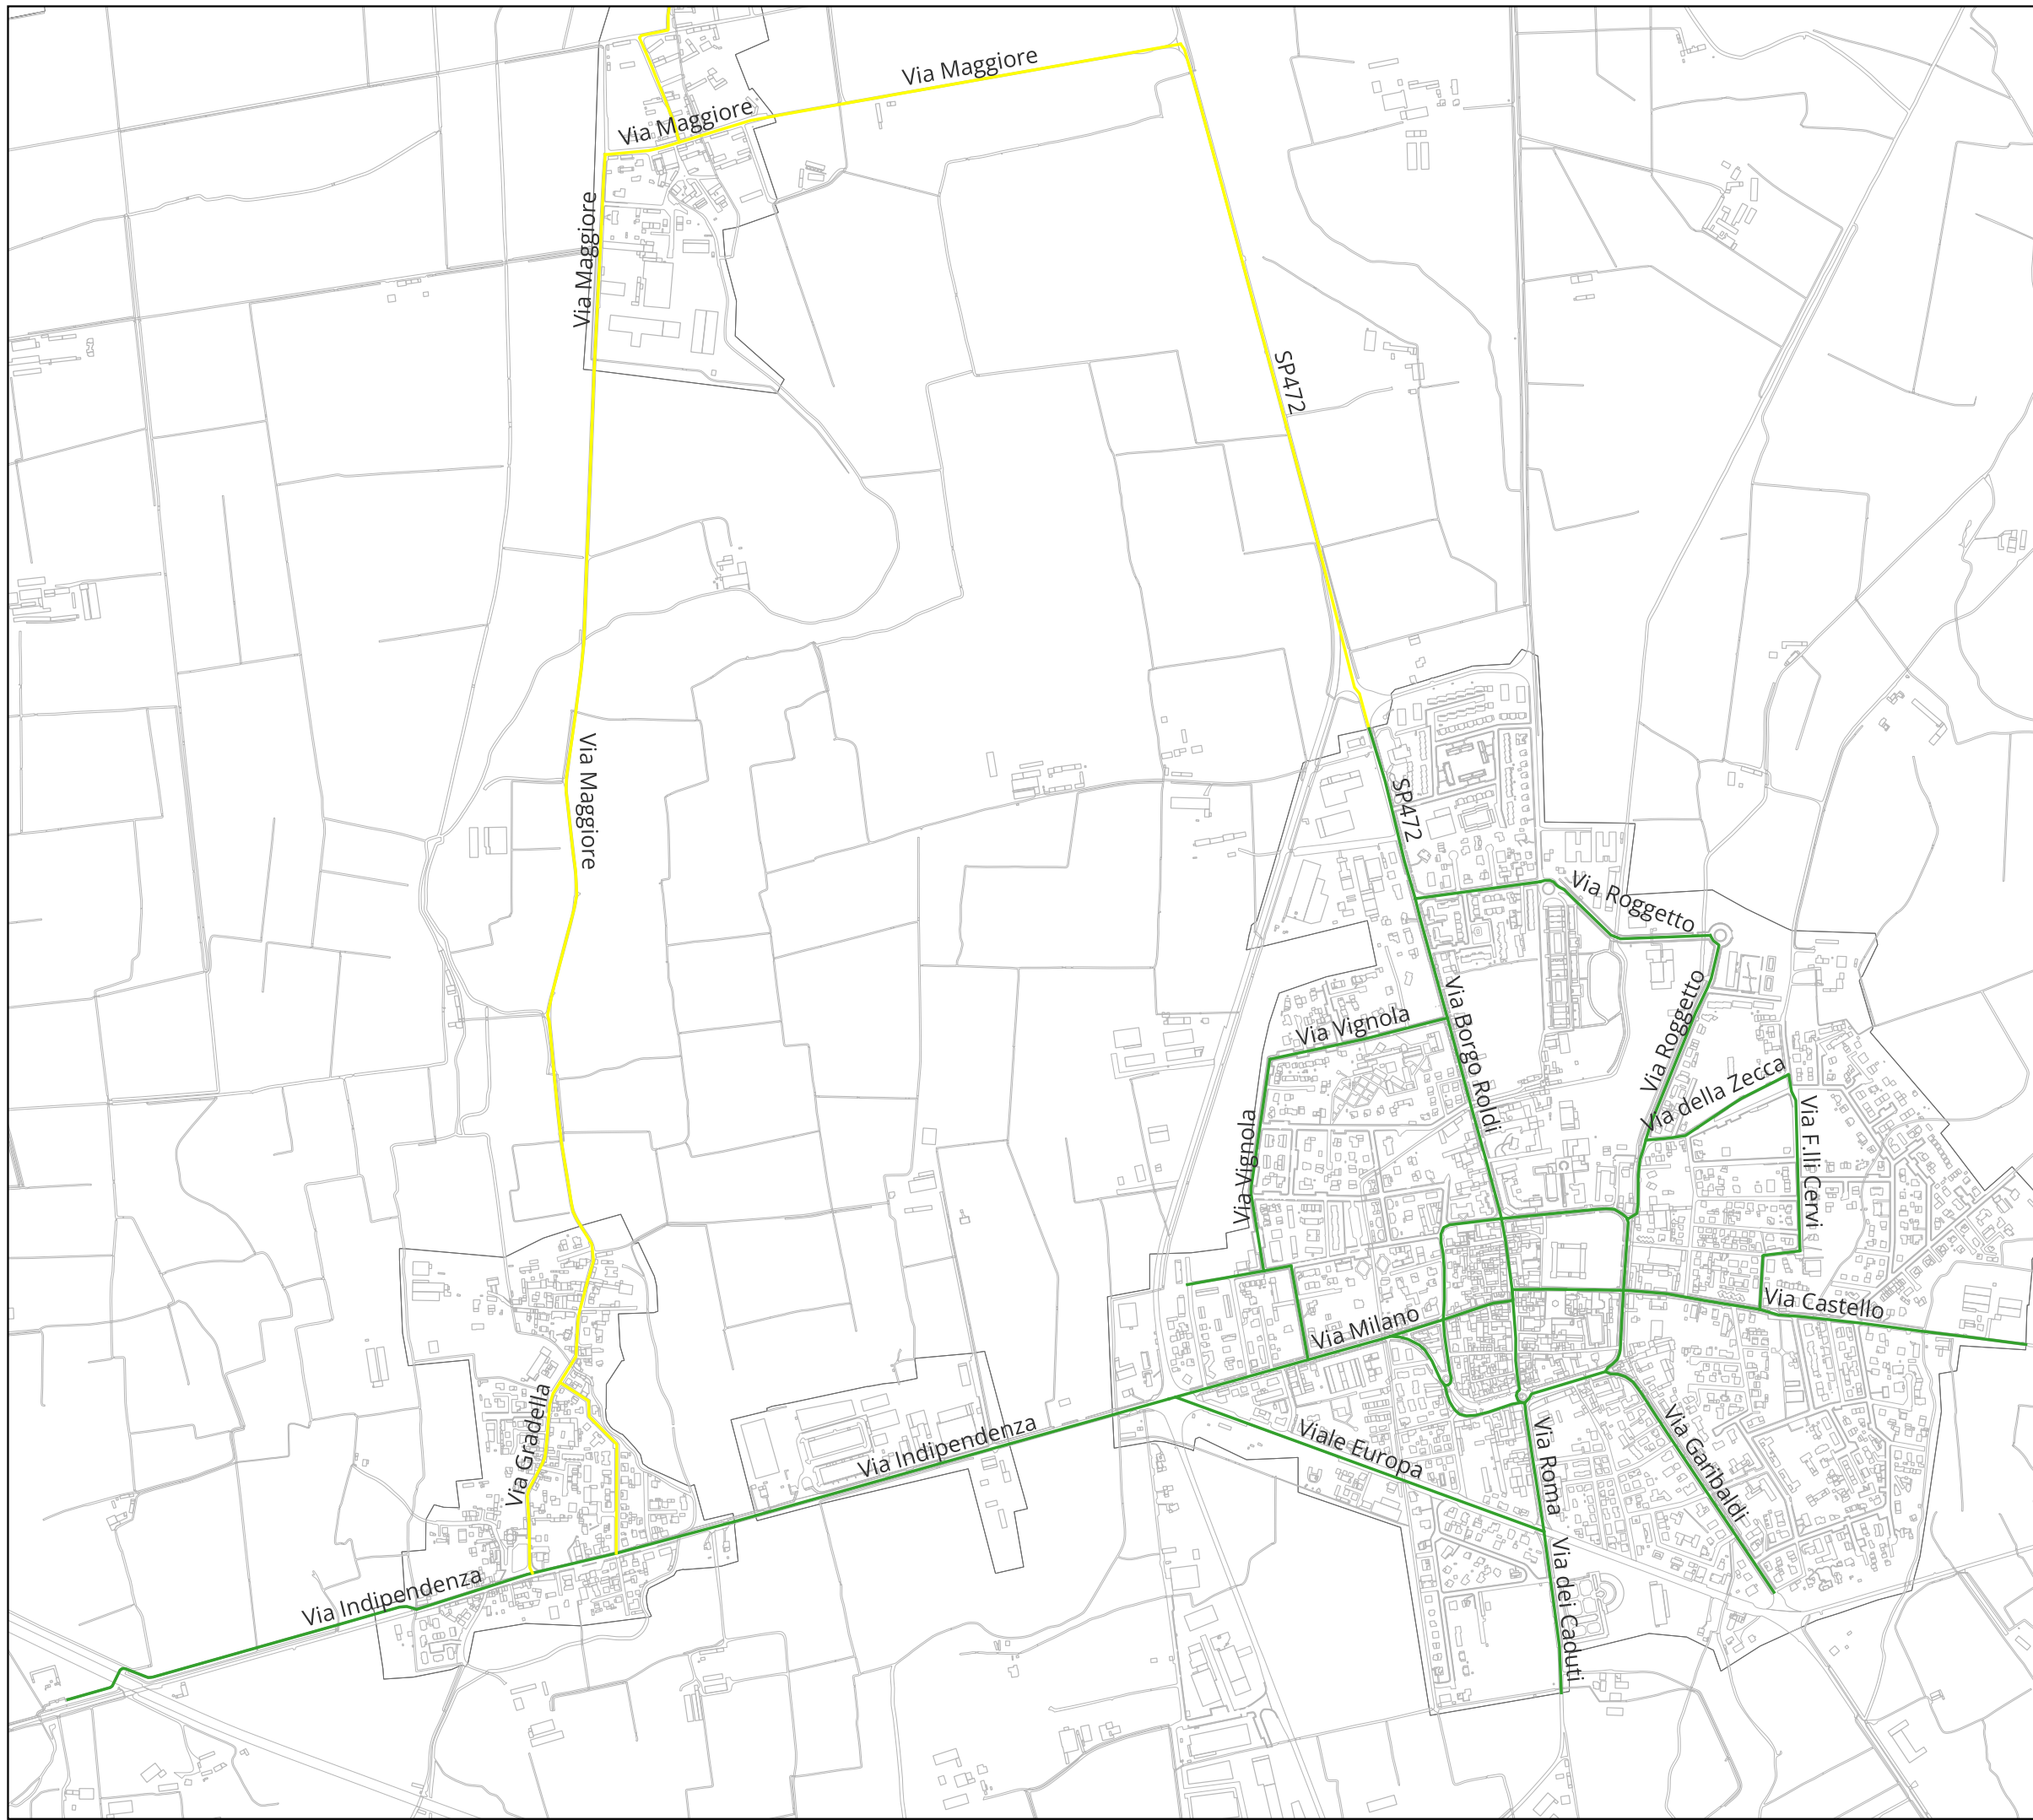 Via Maggiore
Via Maggiore
Via Maggiore
SP472
Via Maggiore
SP472
Via Roggetto
Via Roggetto
Via Borgo Roldi
Via Vignola
Via della Zecca
Via F.lli Cervi
Via Vignola
Via Castello
Via Milano
Via Gradella
Via Indipendenza
Viale Europa
Via Roma
Via Garibaldi
Via Indipendenza
Via dei Caduti